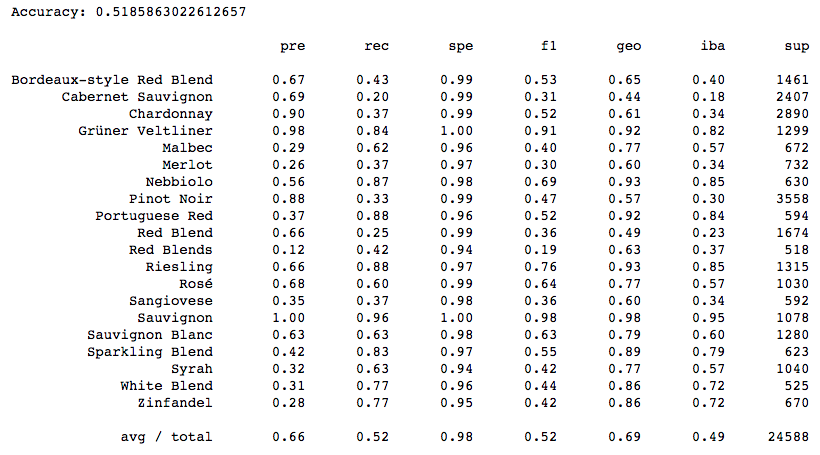 Accuracy: 0.5185863022612657
pre rec spe f1 geo iba sup
Bordeaux-style Red Blend 0.67 0.43 0.99 0.53 0.65 0.40 1461
Cabernet Sauvignon 0.69 0.20 0.99 0.31 0.44 0.18 2407
Chardonnay 0.90 0.37 0.99 0.52 0.61 0.34 2890
Grüner Veltliner 0.98 0.84 1.00 0.91 0.92 0.82 1299
Malbec 0.29 0.62 0.96 0.40 0.77 0.57 672
Merlot 0.26 0.37 0.97 0.30 0.60 0.34 732
Nebbiolo 0.56 0.87 0.98 0.69 0.93 0.85 630
Pinot Noir 0.88 0.33 0.99 0.47 0.57 0.30 3558
Portuguese Red 0.37 0.88 0.96 0.52 0.92 0.84 594
Red Blend 0.66 0.25 0.99 0.36 0.49 0.23 1674
Red Blends 0.12 0.42 0.94 0.19 0.63 0.37 518
Riesling 0.66 0.88 0.97 0.76 0.93 0.85 1315
Rosé 0.68 0.60 0.99 0.64 0.77 0.57 1030
Sangiovese 0.35 0.37 0.98 0.36 0.60 0.34 592
Sauvignon 1.00 0.96 1.00 0.98 0.98 0.95 1078
Sauvignon Blanc 0.63 0.63 0.98 0.63 0.79 0.60 1280
Sparkling Blend 0.42 0.83 0.97 0.55 0.89 0.79 623
Syrah 0.32 0.63 0.94 0.42 0.77 0.57 1040
White Blend 0.31 0.77 0.96 0.44 0.86 0.72 525
Zinfandel 0.28 0.77 0.95 0.42 0.86 0.72 670
avg / total 0.66 0.52 0.98 0.52 0.69 0.49 24588